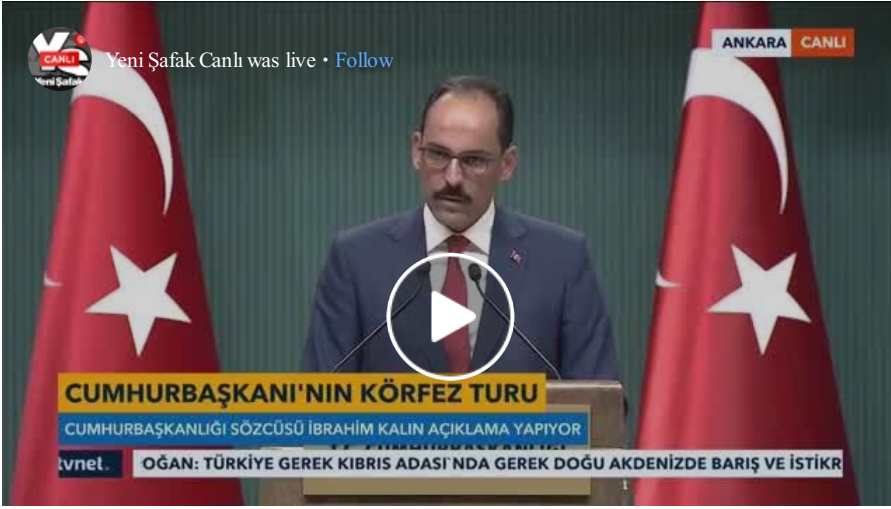 ANKARA CANLI
CANLI
Yeni Şafak
Yeni Şafak Canlı was live · Follow
CUMHURBAŞKANI'NIN KÖRFEZ TURU
CUMHURBAŞKANLIĞI SÖZCÜSÜ İBRAHİM KALIN AÇIKLAMA YAPIYOR
tvnet. OĞAN: TÜRKİYE GEREK KIBRIS ADASI'NDA GEREK DOĞU AKDENİZDE BARIŞ VE İSTİKR